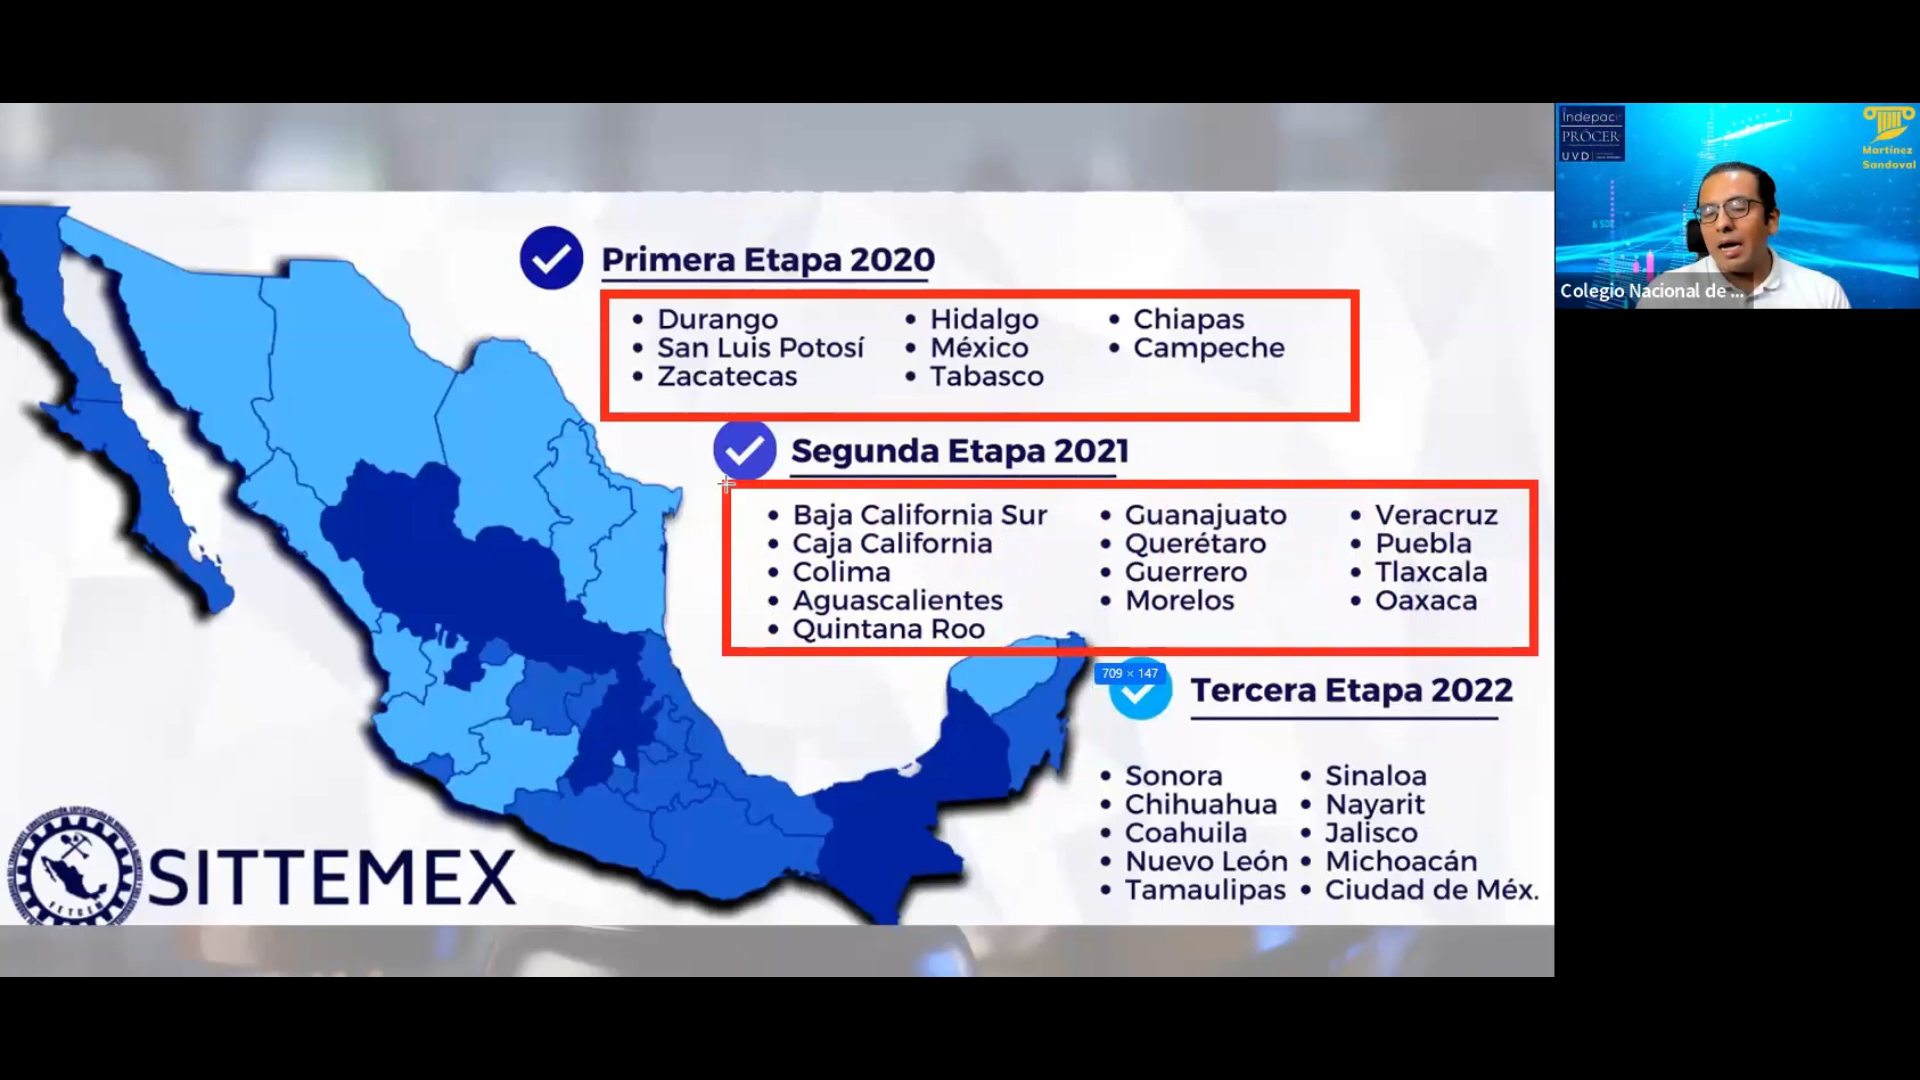 Primera Etapa 2020
• Durango
• San Luis Potosí
• Zacatecas
• Hidalgo
• México
• Tabasco
• Chiapas
• Campeche
Segunda Etapa 2021
• Baja California Sur
• Caja California
• Colima
• Aguascalientes
• Quintana Roo
• Guanajuato
• Querétaro
• Guerrero
• Morelos
• Veracruz
• Puebla
• Tlaxcala
• Oaxaca
709 × 147
Tercera Etapa 2022
• Sonora
• Chihuahua
• Coahuila
• Nuevo León
• Tamaulipas
• Sinaloa
• Nayarit
• Jalisco
• Michoacán
• Ciudad de Méx.
SITTEMEX
Indepac
PRÓCER
UVD
Martínez
Sandoval
Colegio Nacional de ...